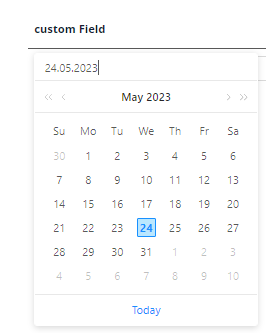 custom Field
24.05.2023
« ‹ May 2023 › »
Su Mo Tu We Th Fr Sa
30 1 2 3 4 5 6
7 8 9 10 11 12 13
14 15 16 17 18 19 20
21 22 23 24 25 26 27
28 29 30 31 1 2 3
4 5 6 7 8 9 10
Today